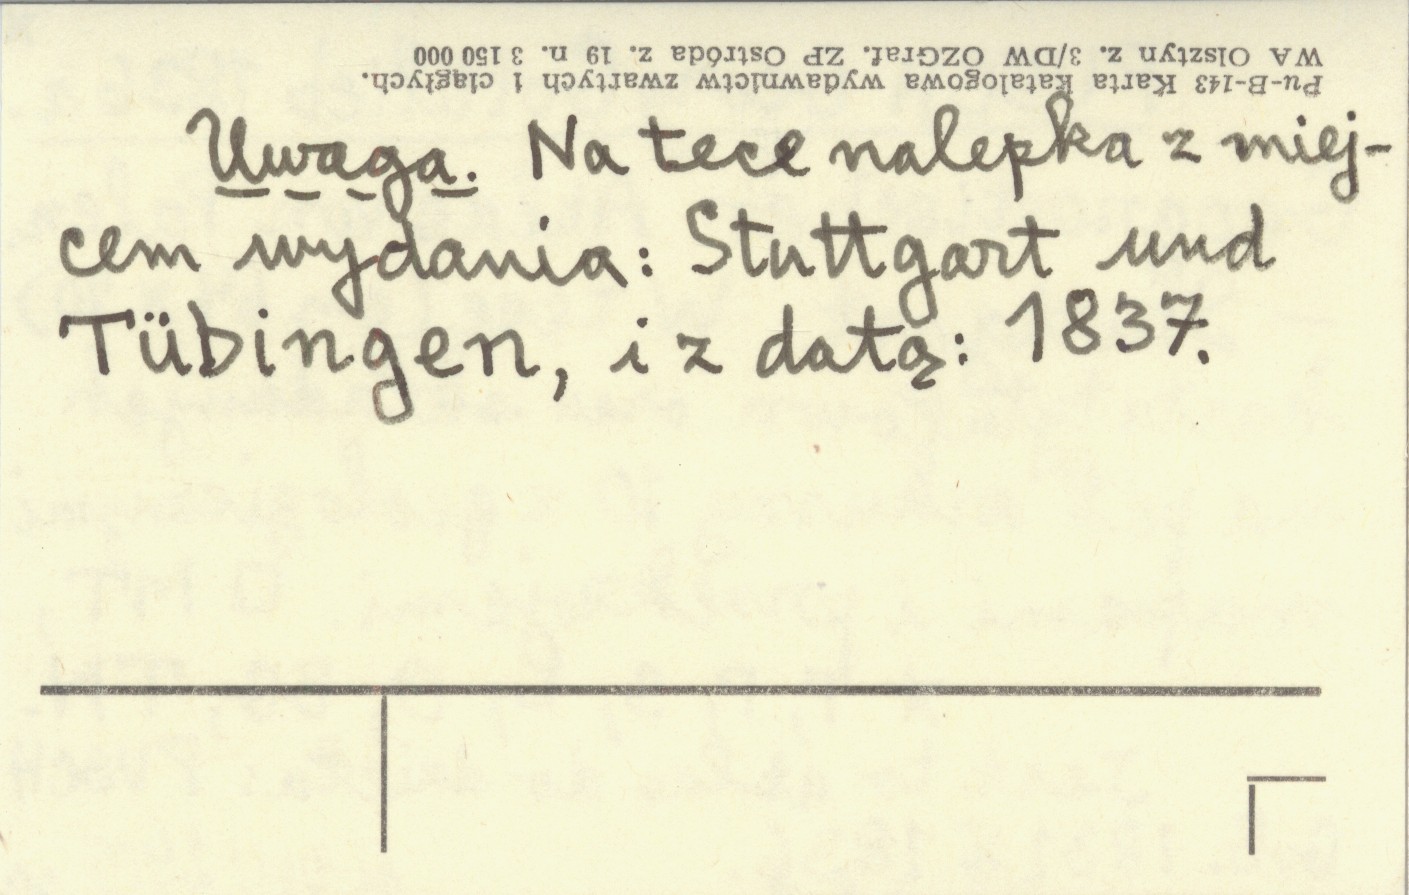 WA Olsztyn z. 3/DW OZGraf. ZP Ostróda z. 19 n. 3 150 000
Pu-B-143 Karta katalogowa wydawnictw zwartych i ciągłych.
Uwaga. Na tece nalepka z miej-
cem wydania: Stuttgart und
Tübingen, i z datą: 1837.